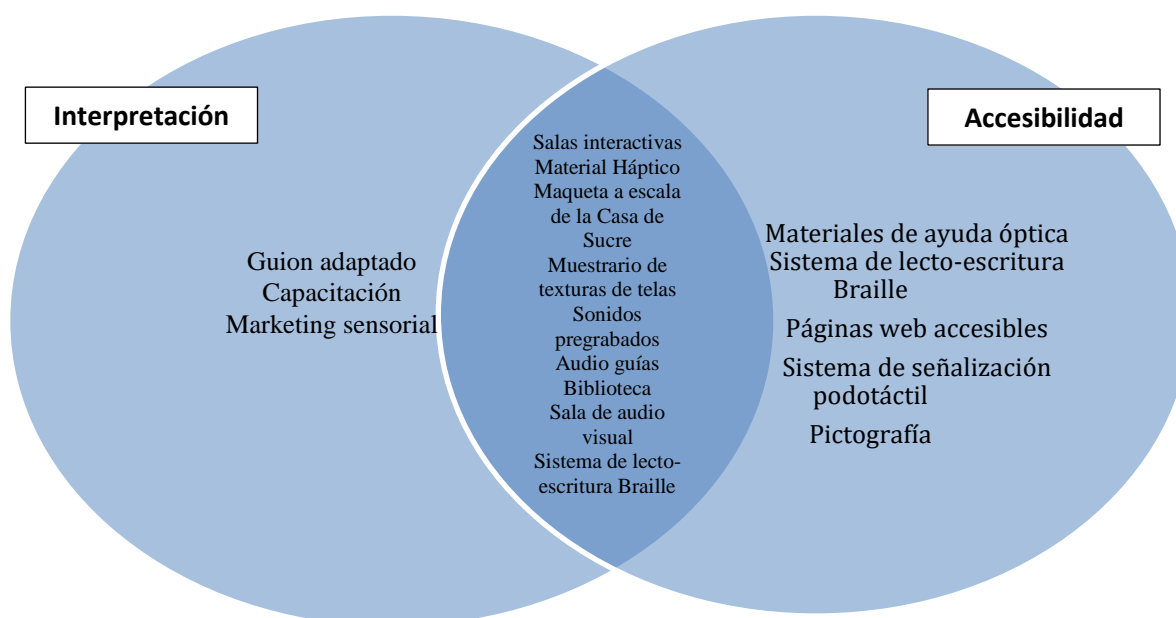 Interpretación
Accesibilidad
Guion adaptado
Capacitación
Marketing sensorial
Salas interactivas
Material Háptico
Maqueta a escala
de la Casa de
Sucre
Muestrario de
texturas de telas
Sonidos
pregrabados
Audio guías
Biblioteca
Sala de audio
visual
Sistema de lecto-
escritura Braille
Materiales de ayuda óptica
Sistema de lecto-escritura
Braille
Páginas web accesibles
Sistema de señalización
podotáctil
Pictografía